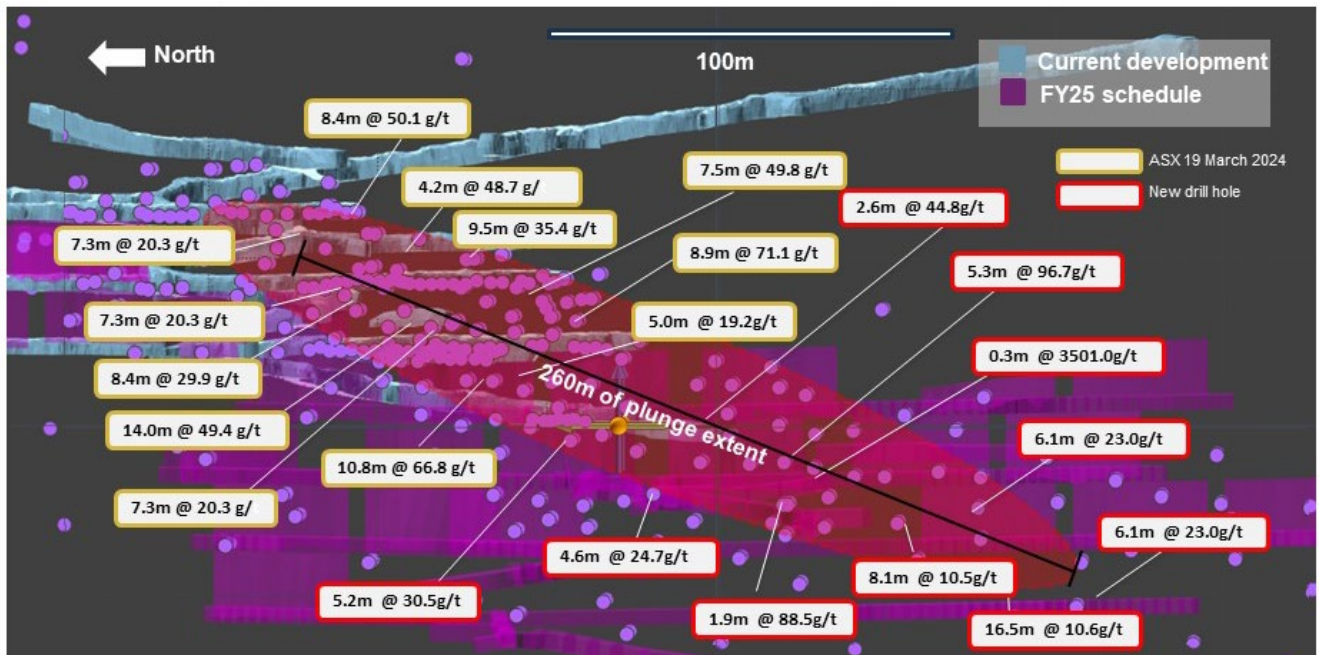 North
100m
Current development
FY25 schedule
ASX 19 March 2024
New drill hole
8.4m @ 50.1 g/t
4.2m @ 48.7 g/
7.5m @ 49.8 g/t
2.6m @ 44.8g/t
7.3m @ 20.3 g/t
9.5m @ 35.4 g/t
8.9m @ 71.1 g/t
5.3m @ 96.7g/t
7.3m @ 20.3 g/t
5.0m @ 19.2g/t
0.3m @ 3501.0g/t
8.4m @ 29.9 g/t
260m of plunge extent
14.0m @ 49.4 g/t
6.1m @ 23.0g/t
10.8m @ 66.8 g/t
7.3m @ 20.3 g/
6.1m @ 23.0g/t
4.6m @ 24.7g/t
8.1m @ 10.5g/t
5.2m @ 30.5g/t
1.9m @ 88.5g/t
16.5m @ 10.6g/t